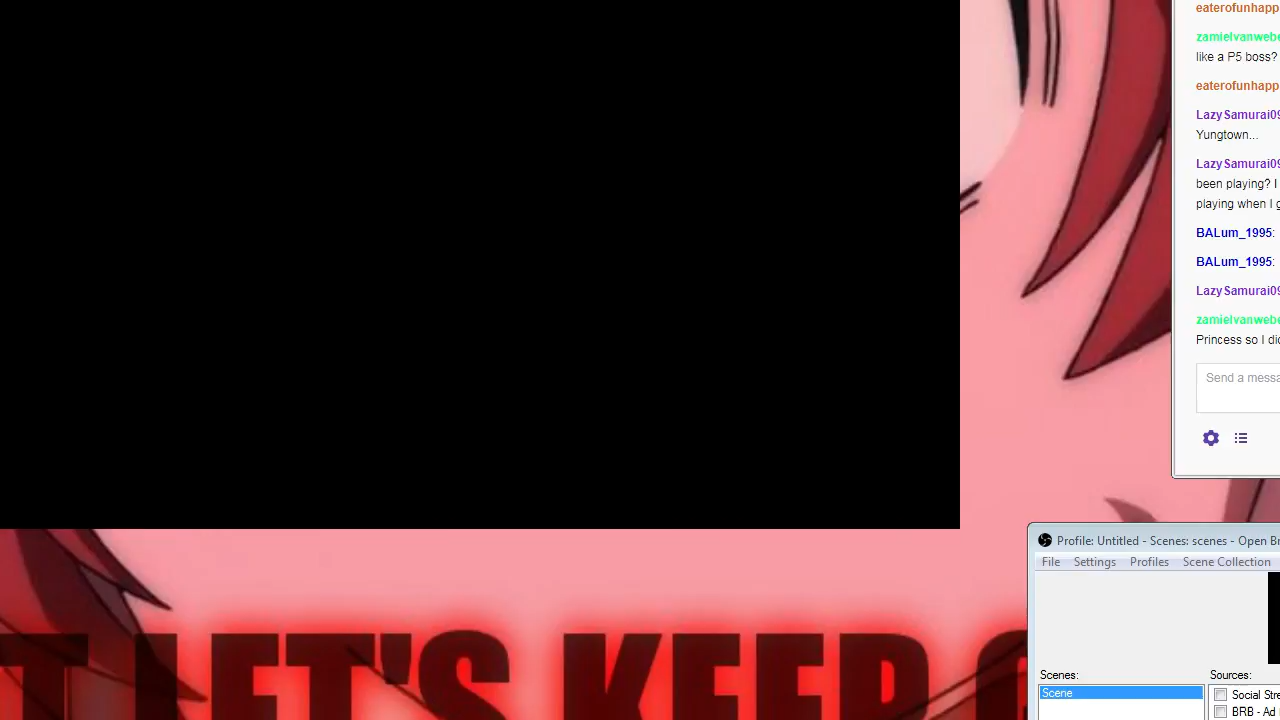 eaterofunhapp
zamielvanwebe
like a P5 boss?
eaterofunhapp
LazySamurai09
Yungtown...
LazySamurai09
been playing? I
playing when I g
BALum_1995:
BALum_1995:
LazySamurai09
zamielvanwebe
Princess so I di
Send a messa
Profile: Untitled - Scenes: scenes - Open Br
File Settings Profiles Scene Collection
Scenes: Sources:
Scene
Social Stre
BRB - Ad
T LET'S KEEP